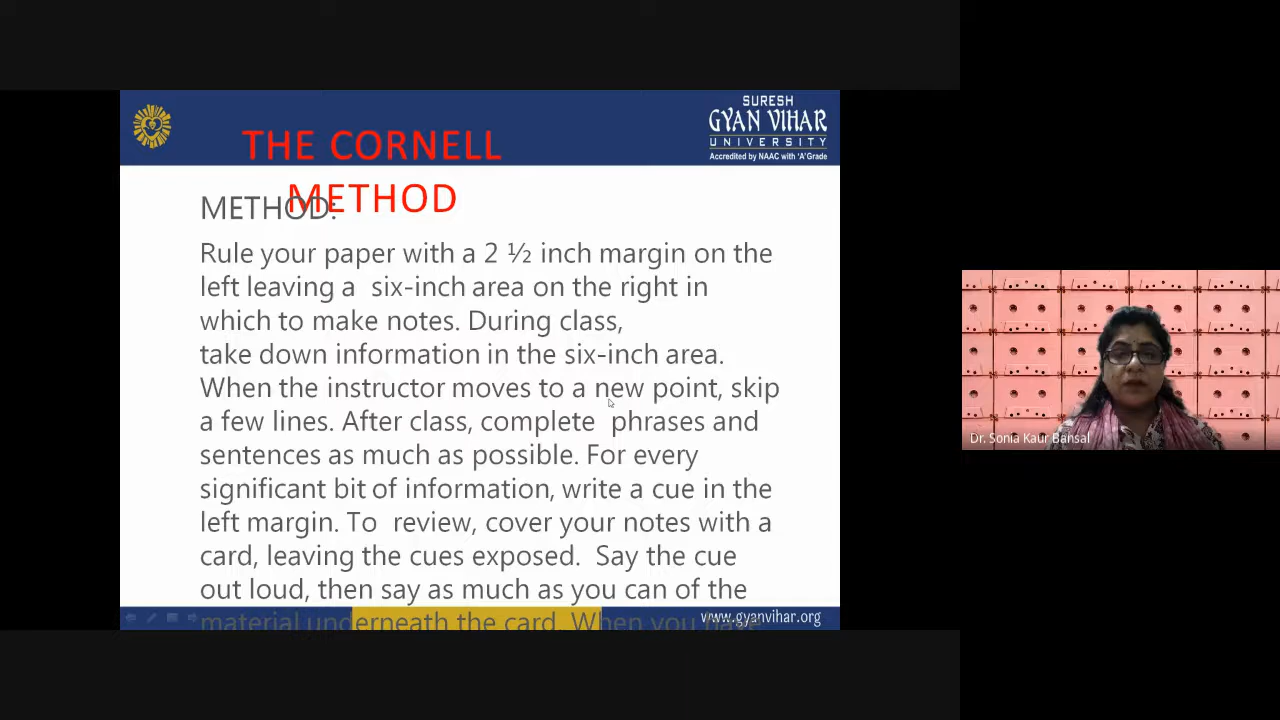 THE CORNELL
METHOD
SURESH
GYAN VIHAR
UNIVERSITY
Accredited by NAAC with 'A'Grade
METHOD:
Rule your paper with a 2 ½ inch margin on the
left leaving a six-inch area on the right in
which to make notes. During class,
take down information in the six-inch area.
When the instructor moves to a new point, skip
a few lines. After class, complete phrases and
sentences as much as possible. For every
significant bit of information, write a cue in the
left margin. To review, cover your notes with a
card, leaving the cues exposed. Say the cue
out loud, then say as much as you can of the
material underneath the card. When you have
www.gyanvihar.org
Dr. Sonia Kaur Bansal